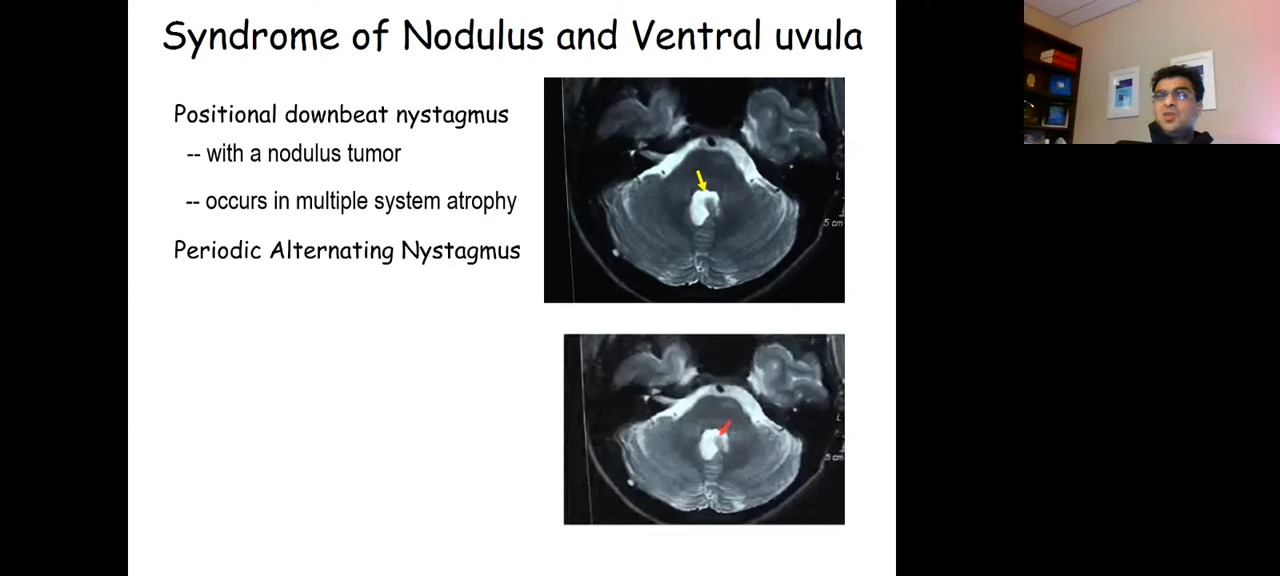 Syndrome of Nodulus and Ventral uvula
Positional downbeat nystagmus
-- with a nodulus tumor
-- occurs in multiple system atrophy
Periodic Alternating Nystagmus
L
5 cm
L
5 cm